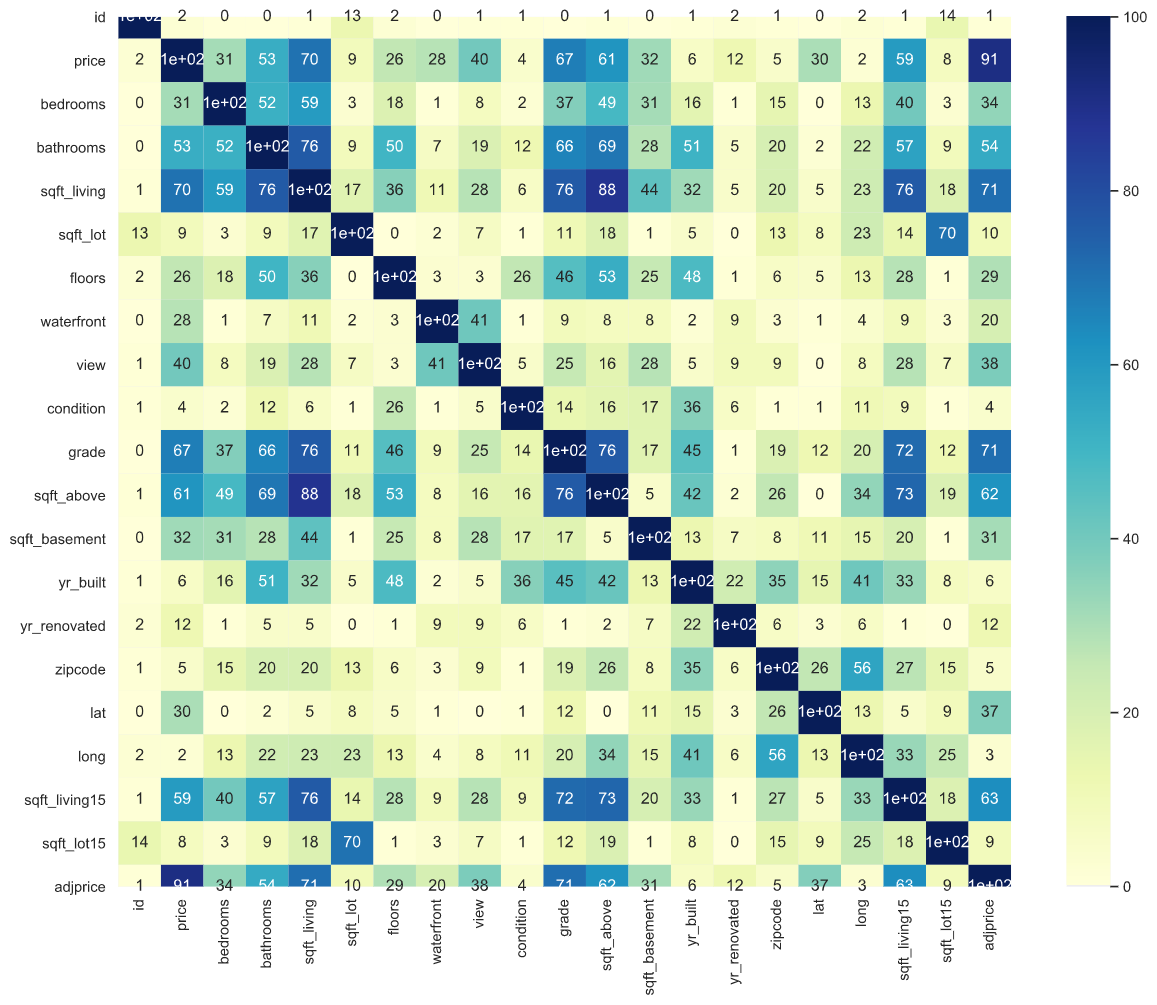 id 1e+02 2 0 0 1 13 2 0 1 1 0 1 0 1 2 1 0 2 1 14 1
price 2 1e+02 31 53 70 9 26 28 40 4 67 61 32 6 12 5 30 2 59 8 91
bedrooms 0 31 1e+02 52 59 3 18 1 8 2 37 49 31 16 1 15 0 13 40 3 34
bathrooms 0 53 52 1e+02 76 9 50 7 19 12 66 69 28 51 5 20 2 22 57 9 54
sqft_living 1 70 59 76 1e+02 17 36 11 28 6 76 88 44 32 5 20 5 23 76 18 71
sqft_lot 13 9 3 9 17 1e+02 0 2 7 1 11 18 1 5 0 13 8 23 14 70 10
floors 2 26 18 50 36 0 1e+02 3 3 26 46 53 25 48 1 6 5 13 28 1 29
waterfront 0 28 1 7 11 2 3 1e+02 41 1 9 8 8 2 9 3 1 4 9 3 20
view 1 40 8 19 28 7 3 41 1e+02 5 25 16 28 5 9 9 0 8 28 7 38
condition 1 4 2 12 6 1 26 1 5 1e+02 14 16 17 36 6 1 1 11 9 1 4
grade 0 67 37 66 76 11 46 9 25 14 1e+02 76 17 45 1 19 12 20 72 12 71
sqft_above 1 61 49 69 88 18 53 8 16 16 76 1e+02 5 42 2 26 0 34 73 19 62
sqft_basement 0 32 31 28 44 1 25 8 28 17 17 5 1e+02 13 7 8 11 15 20 1 31
yr_built 1 6 16 51 32 5 48 2 5 36 45 42 13 1e+02 22 35 15 41 33 8 6
yr_renovated 2 12 1 5 5 0 1 9 9 6 1 2 7 22 1e+02 6 3 6 1 0 12
zipcode 1 5 15 20 20 13 6 3 9 1 19 26 8 35 6 1e+02 26 56 27 15 5
lat 0 30 0 2 5 8 5 1 0 1 12 0 11 15 3 26 1e+02 13 5 9 37
long 2 2 13 22 23 23 13 4 8 11 20 34 15 41 6 56 13 1e+02 33 25 3
sqft_living15 1 59 40 57 76 14 28 9 28 9 72 73 20 33 1 27 5 33 1e+02 18 63
sqft_lot15 14 8 3 9 18 70 1 3 7 1 12 19 1 8 0 15 9 25 18 1e+02 9
adjprice 1 91 34 54 71 10 29 20 38 4 71 62 31 6 12 5 37 3 63 9 1e+02
id price bedrooms bathrooms sqft_living sqft_lot floors waterfront view condition grade sqft_above sqft_basement yr_built yr_renovated zipcode lat long sqft_living15 sqft_lot15 adjprice
100
80
60
40
20
0